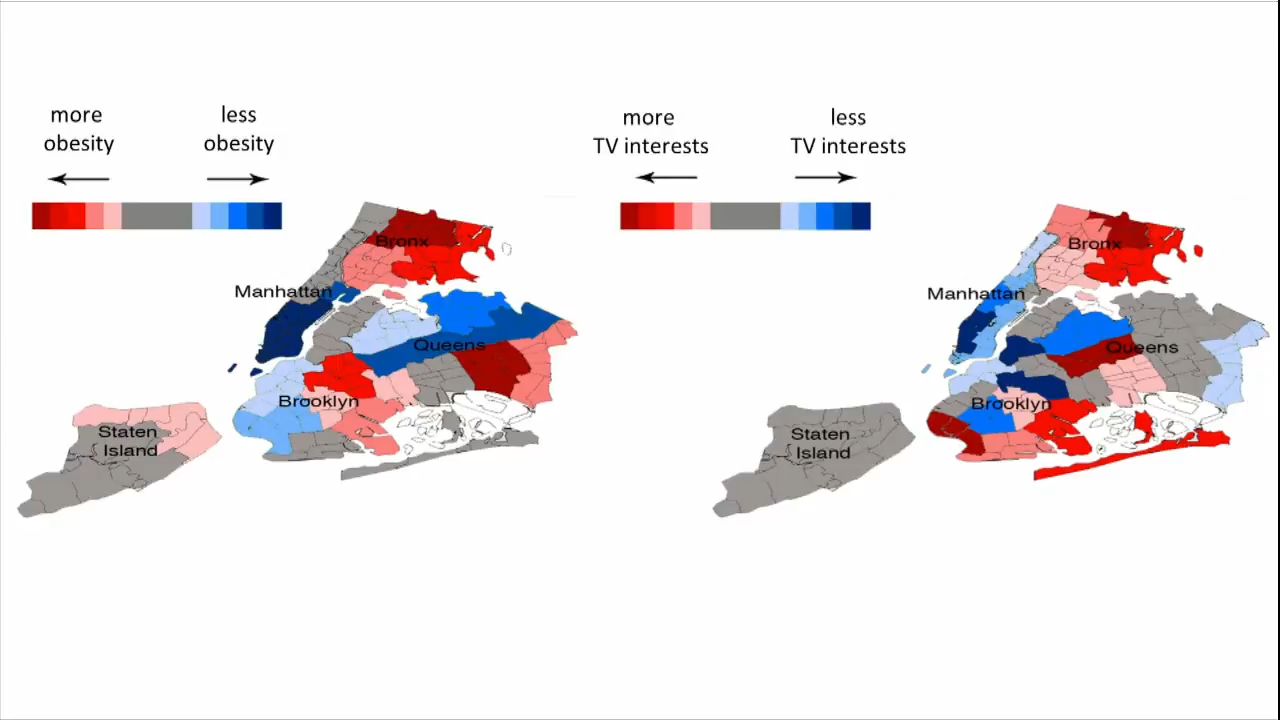 more
obesity
less
obesity
more
TV interests
less
TV interests
Bronx
Manhattan
Queens
Brooklyn
Staten
Island
Bronx
Manhattan
Queens
Brooklyn
Staten
Island